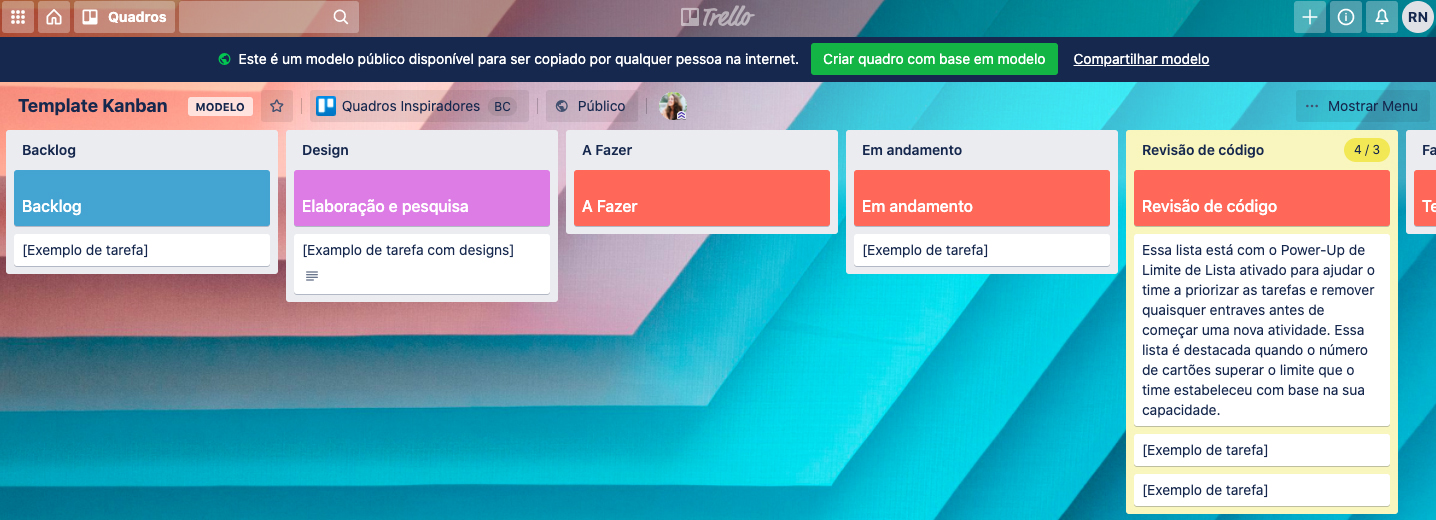 Quadros
Trello
RN
Este é um modelo público disponível para ser copiado por qualquer pessoa na internet.
Criar quadro com base em modelo
Compartilhar modelo
Template Kanban
MODELO
Quadros Inspiradores
BC
Público
Mostrar Menu
Backlog
Backlog
[Exemplo de tarefa]
Design
Elaboração e pesquisa
[Examplo de tarefa com designs]
A Fazer
A Fazer
Em andamento
Em andamento
[Exemplo de tarefa]
Revisão de código
4 / 3
Revisão de código
Essa lista está com o Power-Up de
Limite de Lista ativado para ajudar o
time a priorizar as tarefas e remover
quaisquer entraves antes de
começar uma nova atividade. Essa
lista é destacada quando o número
de cartões superar o limite que o
time estabeleceu com base na sua
capacidade.
[Exemplo de tarefa]
[Exemplo de tarefa]
Fa
Te